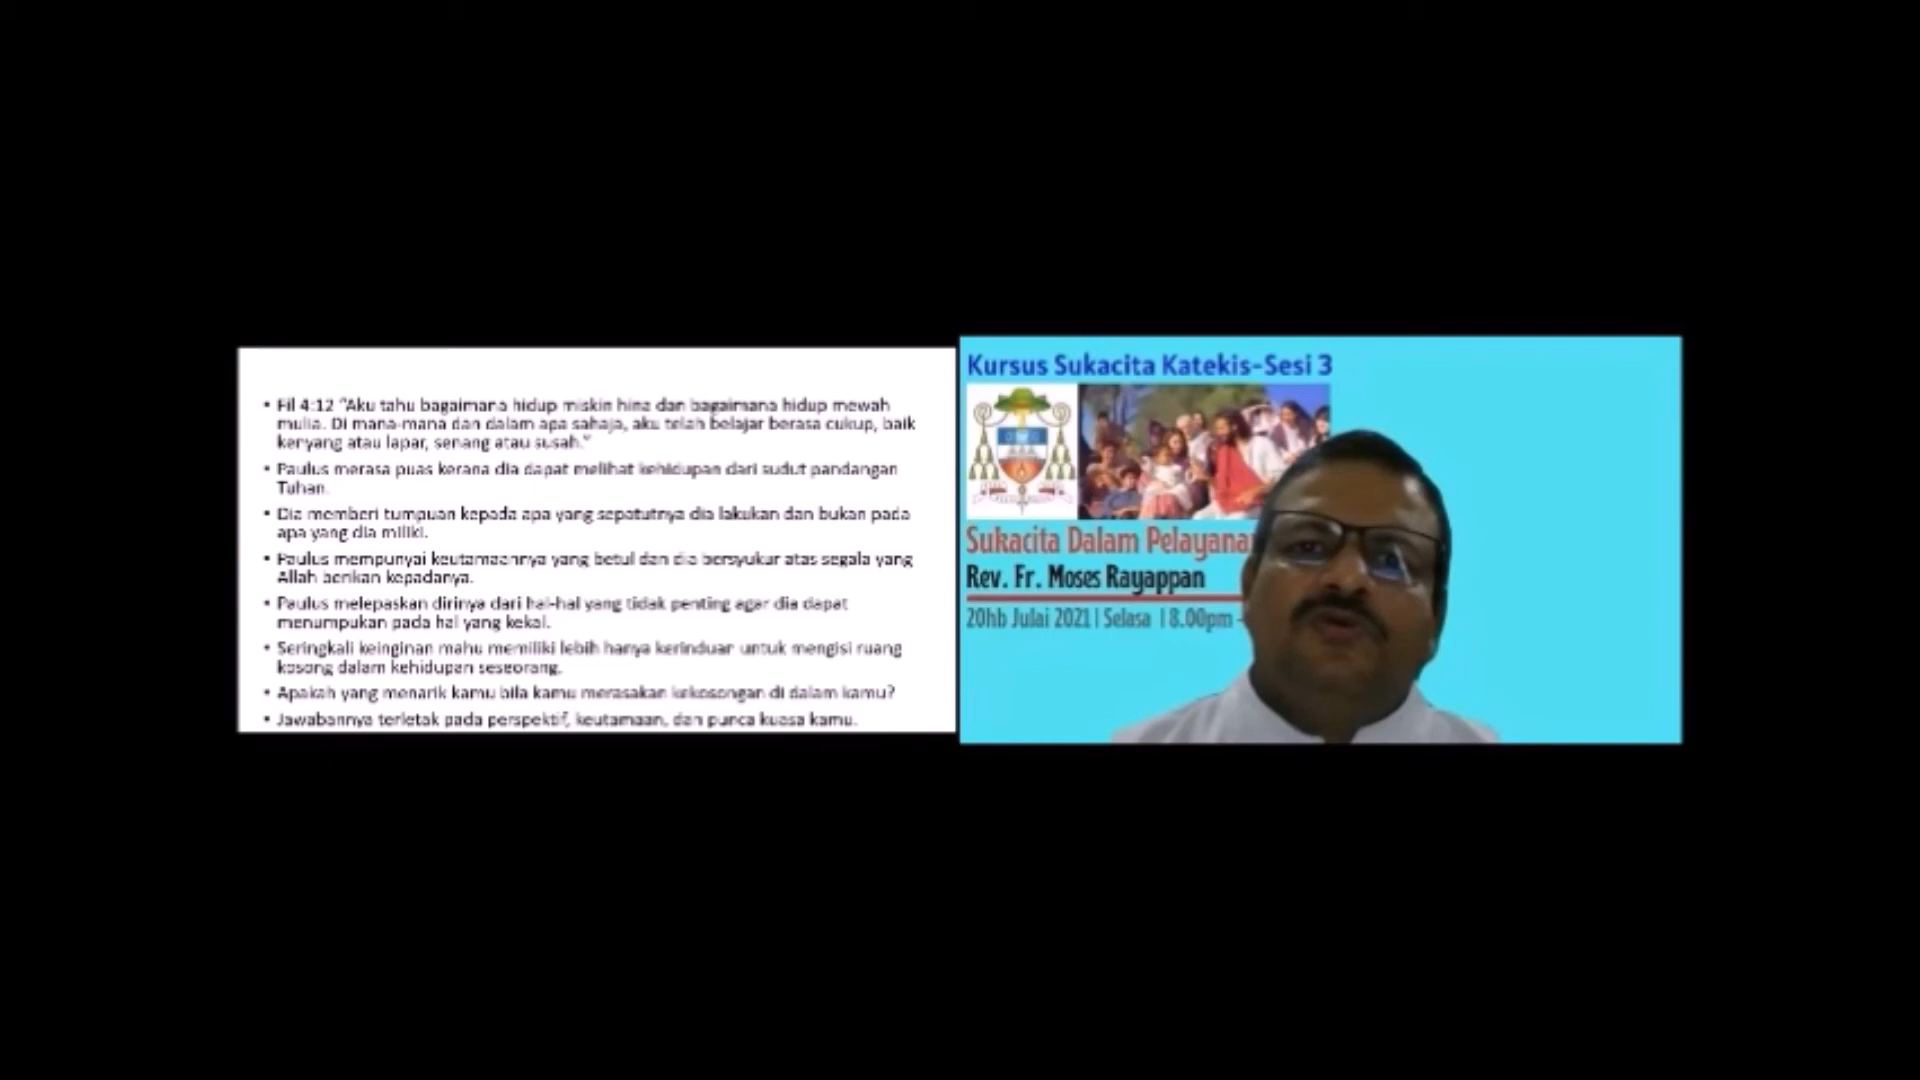 • Fil 4:12 "Aku tahu bagaimana hidup miskin hina dan bagaimana hidup mewah
mulia. Di mana-mana dan dalam apa sahaja, aku telah belajar berasa cukup, baik
kenyang atau lapar, senang atau susah."
• Paulus merasa puas kerana dia dapat melihat kehidupan dari sudut pandangan
Tuhan.
• Dia memberi tumpuan kepada apa yang sepatutnya dia lakukan dan bukan pada
apa yang dia miliki.
• Paulus mempunyai keutamaannya yang betul dan dia bersyukur atas segala yang
Allah berikan kepadanya.
• Paulus melepaskan dirinya dari hal-hal yang tidak penting agar dia dapat
menumpukan pada hal yang kekal.
• Seringkali keinginan mahu memiliki lebih hanya kerinduan untuk mengisi ruang
kosong dalam kehidupan seseorang.
• Apakah yang menarik kamu bila kamu merasakan kekosongan di dalam kamu?
• Jawabannya terletak pada perspektif, keutamaan, dan punca kuasa kamu.
Kursus Sukacita Katekis-Sesi 3
Sukacita Dalam Pelayana
Rev. Fr. Moses Rayappan
20hb Julai 2021 | Selasa | 8.00pm -